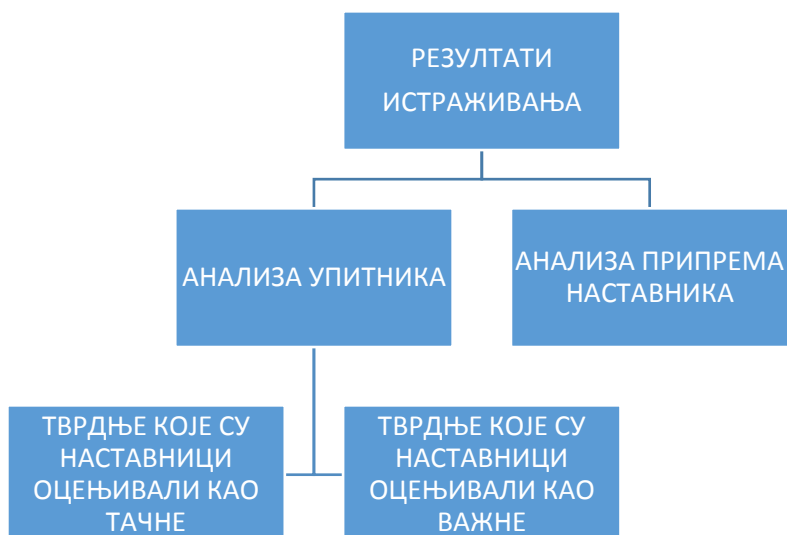 РЕЗУЛТАТИ
ИСТРАЖИВАЊА
АНАЛИЗА УПИТНИКА
АНАЛИЗА ПРИПРЕМА
НАСТАВНИКА
ТВРДЊЕ КОЈЕ СУ
НАСТАВНИЦИ
ОЦЕЊИВАЛИ КАО
ТАЧНЕ
ТВРДЊЕ КОЈЕ СУ
НАСТАВНИЦИ
ОЦЕЊИВАЛИ КАО
ВАЖНЕ